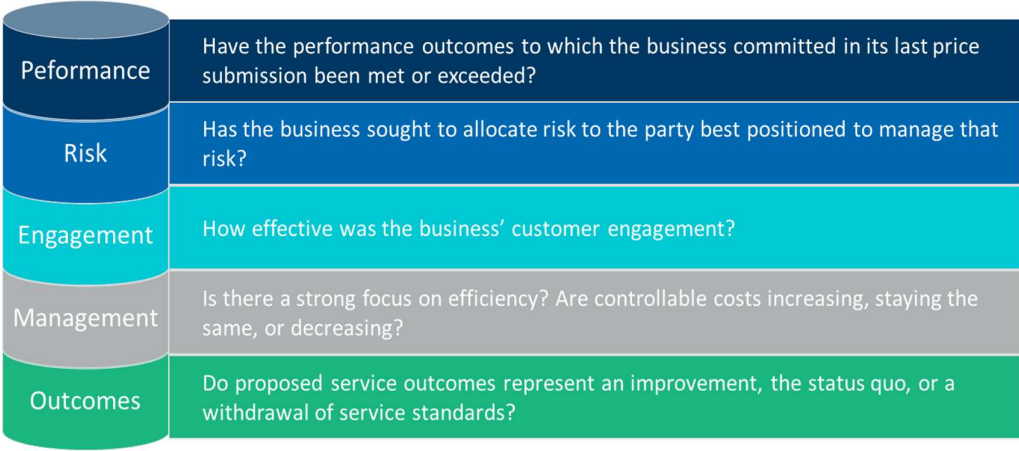 Peformance
Have the performance outcomes to which the business committed in its last price
submission been met or exceeded?
Risk
Has the business sought to allocate risk to the party best positioned to manage that
risk?
Engagement
How effective was the business’ customer engagement?
Management
Is there a strong focus on efficiency? Are controllable costs increasing, staying the
same, or decreasing?
Outcomes
Do proposed service outcomes represent an improvement, the status quo, or a
withdrawal of service standards?